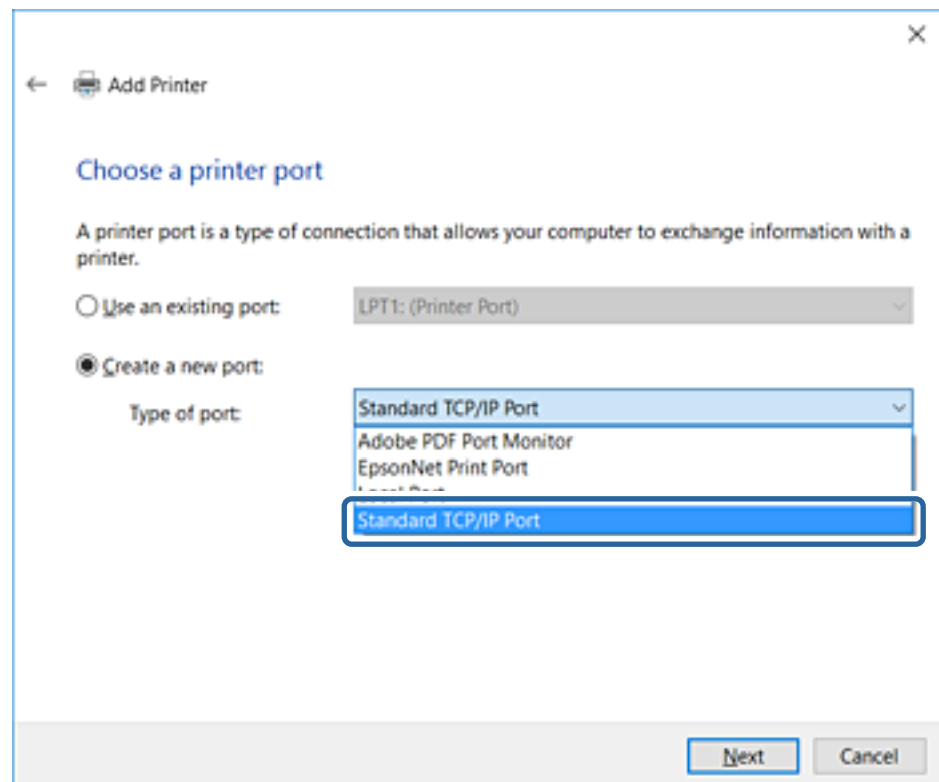 Add Printer
Choose a printer port
A printer port is a type of connection that allows your computer to exchange information with a
printer.
Use an existing port:
LPT1: (Printer Port)
Create a new port:
Type of port:
Standard TCP/IP Port
Adobe PDF Port Monitor
EpsonNet Print Port
Local Port
Standard TCP/IP Port
Next
Cancel